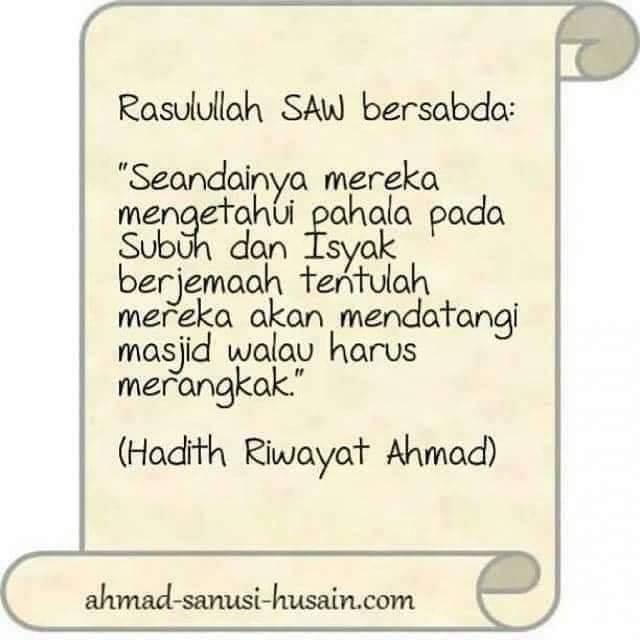 Rasulullah SAW bersabda:
"Seandainya mereka
mengetahui pahala pada
Subuh dan Isyak
berjemaah tentulah
mereka akan mendatangi
masjid walau harus
merangkak."
(Hadith Riwayat Ahmad)
ahmad-sanusi-husain.com